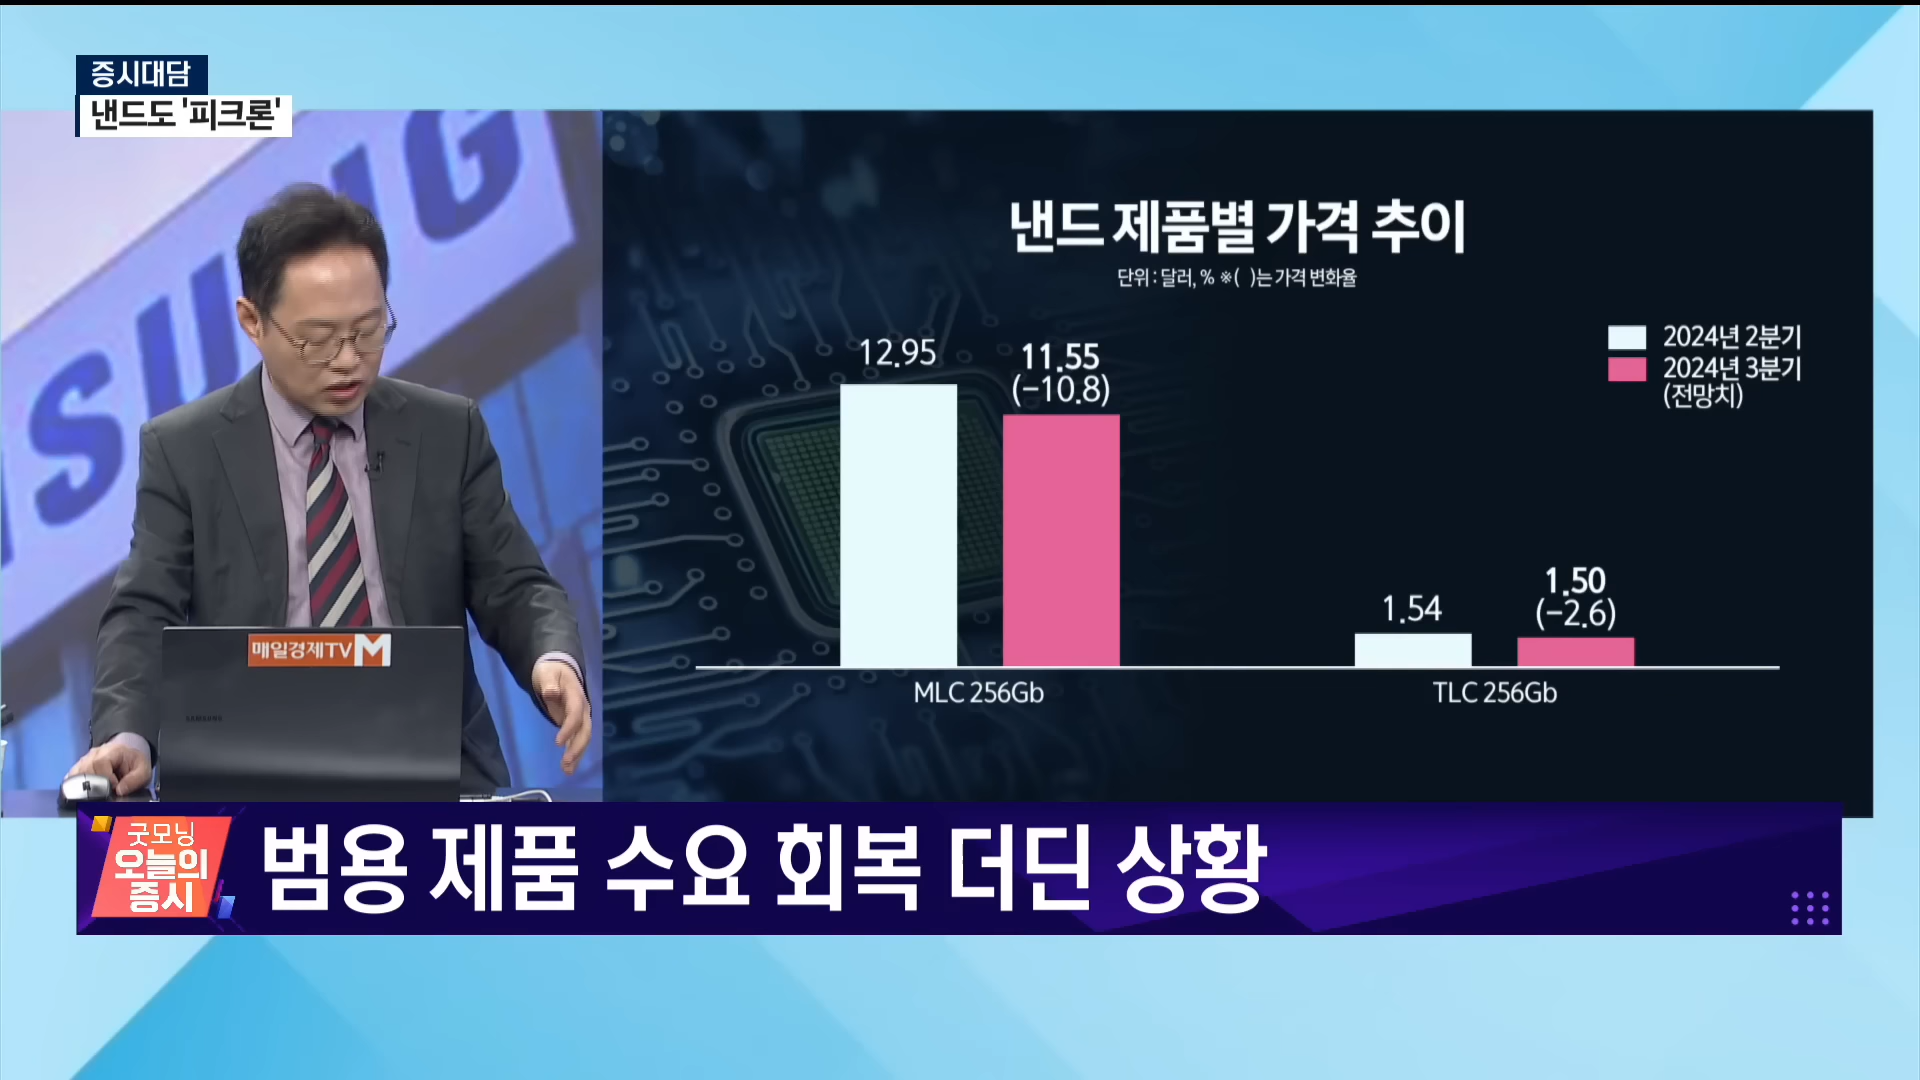 증시대담
낸드도 '피크론'
SUNG
낸드 제품별 가격 추이
단위 : 달러, % ※( )는 가격 변화율
2024년 2분기
2024년 3분기
(전망치)
12.95
11.55
(-10.8)
1.54
1.50
(-2.6)
MLC 256Gb
TLC 256Gb
매일경제TV M
SAMSUNG
굿모닝
오늘의
증시
범용 제품 수요 회복 더딘 상황